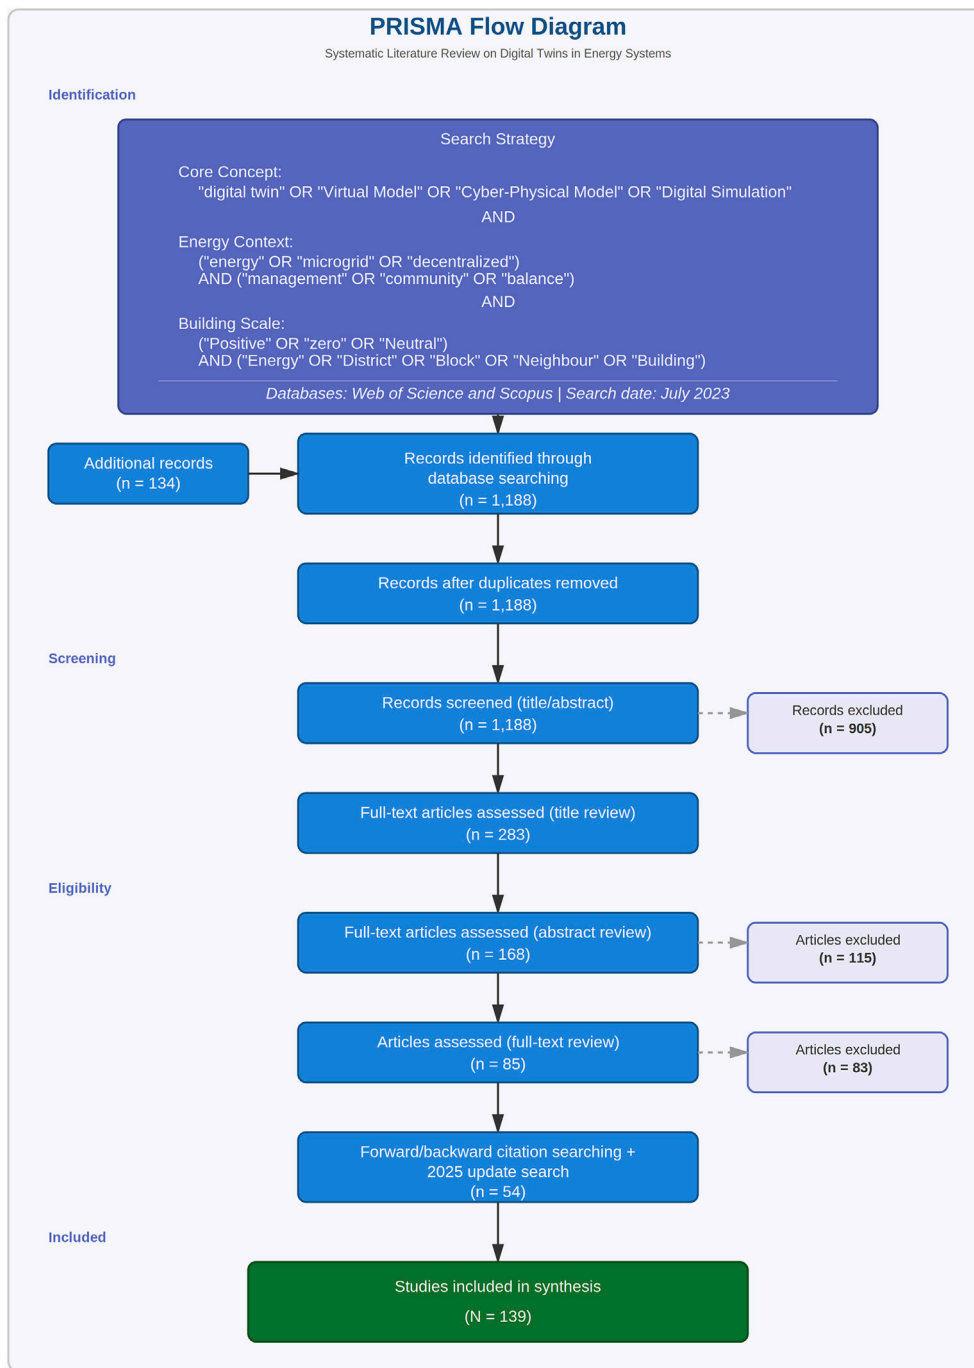 PRISMA Flow Diagram
Systematic Literature Review on Digital Twins in Energy Systems
Identification
Search Strategy
Core Concept:
"digital twin" OR "Virtual Model" OR "Cyber-Physical Model" OR "Digital Simulation"
AND
Energy Context:
("energy" OR "microgrid" OR "decentralized")
AND ("management" OR "community" OR "balance")
AND
Building Scale:
("Positive" OR "zero" OR "Neutral")
AND ("Energy" OR "District" OR "Block" OR "Neighbour" OR "Building")
Databases: Web of Science and Scopus | Search date: July 2023
Additional records
(n = 134)
Records identified through
database searching
(n = 1,188)
Records after duplicates removed
(n = 1,188)
Screening
Records screened (title/abstract)
(n = 1,188)
Records excluded
(n = 905)
Full-text articles assessed (title review)
(n = 283)
Eligibility
Full-text articles assessed (abstract review)
(n = 168)
Articles excluded
(n = 115)
Articles assessed (full-text review)
(n = 85)
Articles excluded
(n = 83)
Forward/backward citation searching +
2025 update search
(n = 54)
Included
Studies included in synthesis
(N = 139)